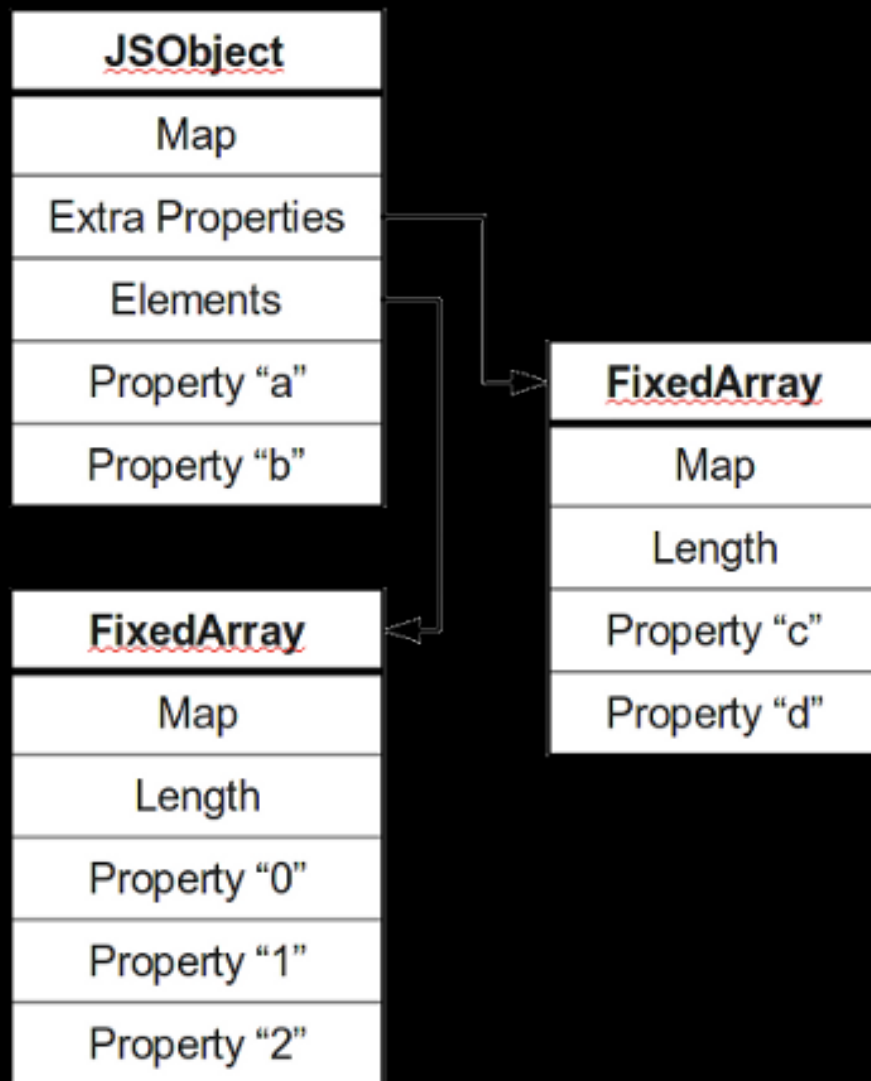 JSObject
Map
Extra Properties
Elements
Property “a”
Property “b”
FixedArray
Map
Length
Property “c”
Property “d”
FixedArray
Map
Length
Property “0”
Property “1”
Property “2”